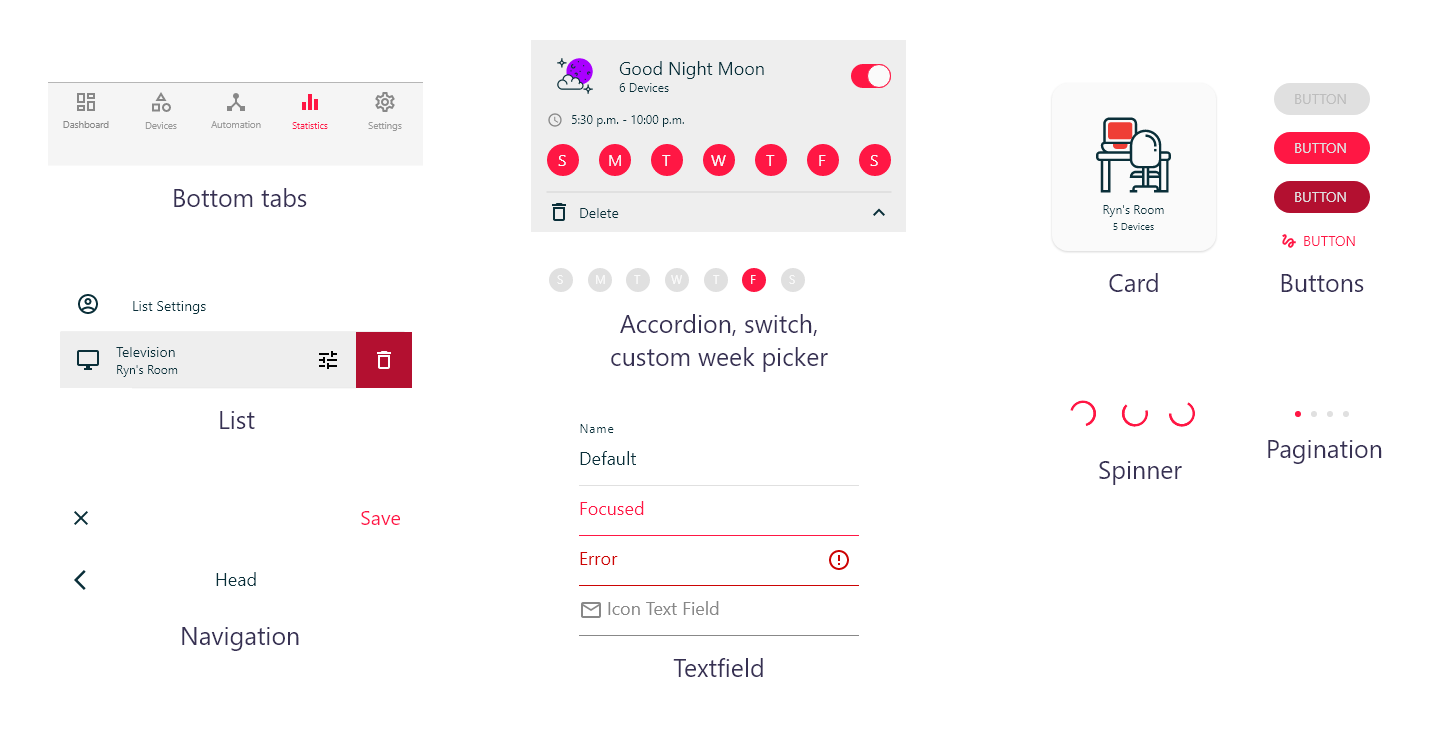 Dashboard
Devices
Automation
Statistics
Settings
Bottom tabs
List Settings
Television
Ryn's Room
List
Save
Head
Navigation
Good Night Moon
6 Devices
5:30 p.m. - 10:00 p.m.
S M T W T F S
Delete
S M T W T F S
Accordion, switch,
custom week picker
Name
Default
Focused
Error
Icon Text Field
Textfield
Ryn's Room
5 Devices
Card
BUTTON
BUTTON
BUTTON
BUTTON
Buttons
Spinner
Pagination